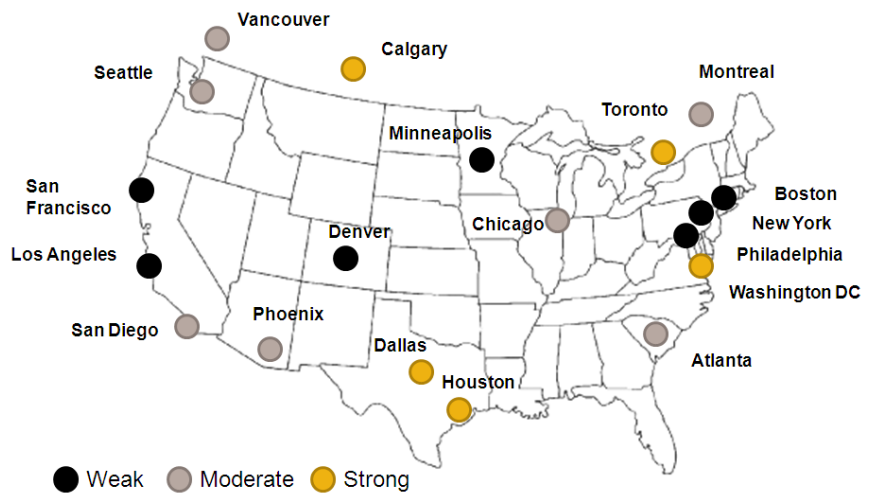 Vancouver
Calgary
Seattle
Montreal
Toronto
Minneapolis
San
Francisco
Boston
Chicago
New York
Denver
Los Angeles
Philadelphia
Washington DC
Phoenix
San Diego
Dallas
Atlanta
Houston
Weak
Moderate
Strong